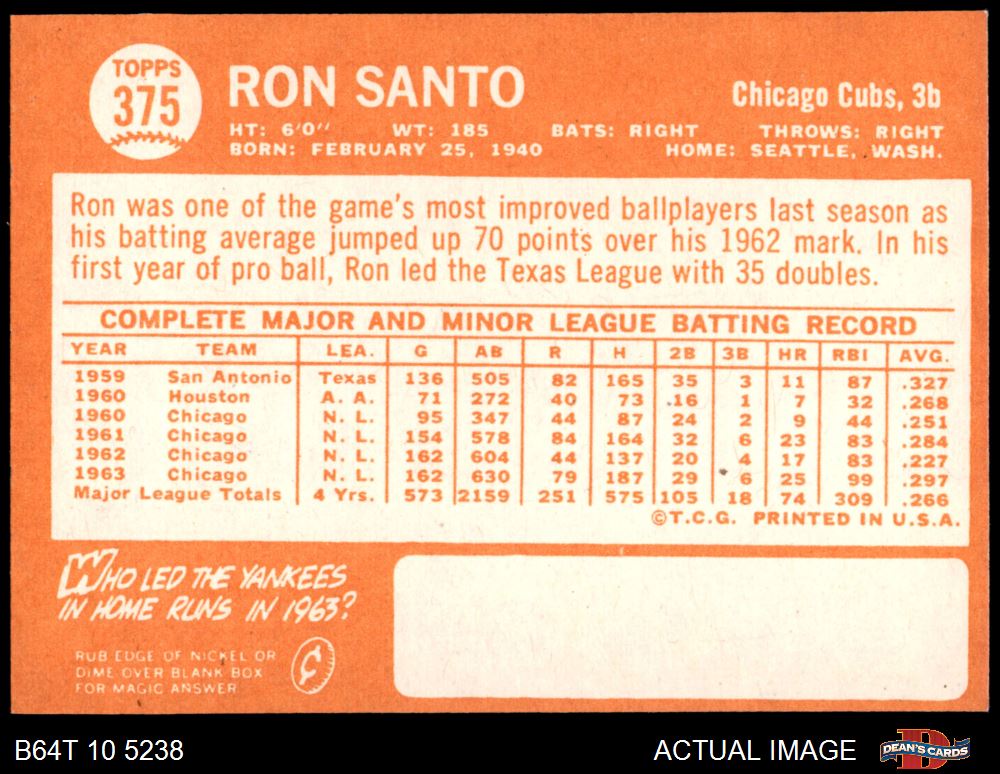 TOPPS
375
RON SANTO
Chicago Cubs, 3b
HT: 6'0" WT: 185 BATS: RIGHT THROWS: RIGHT
BORN: FEBRUARY 25, 1940 HOME: SEATTLE, WASH.
Ron was one of the game's most improved ballplayers last season as
his batting average jumped up 70 points over his 1962 mark. In his
first year of pro ball, Ron led the Texas League with 35 doubles.
COMPLETE MAJOR AND MINOR LEAGUE BATTING RECORD
YEAR TEAM LEA. G AB R H 2B 3B HR RBI AVG.
1959 San Antonio Texas 136 505 82 165 35 3 11 87 .327
1960 Houston A. A. 71 272 40 73 16 1 7 32 .268
1960 Chicago N. L. 95 347 44 87 24 2 9 44 .251
1961 Chicago N. L. 154 578 84 164 32 6 23 83 .284
1962 Chicago N. L. 162 604 44 137 20 4 17 83 .227
1963 Chicago N. L. 162 630 79 187 29 6 25 99 .297
Major League Totals 4 Yrs. 573 2159 251 575 105 18 74 309 .266
©T.C.G. PRINTED IN U.S.A.
WHO LED THE YANKEES
IN HOME RUNS IN 1963?
RUB EDGE OF NICKEL OR
DIME OVER BLANK BOX
FOR MAGIC ANSWER
¢
B64T 10 5238
ACTUAL IMAGE
DEAN'S CARDS